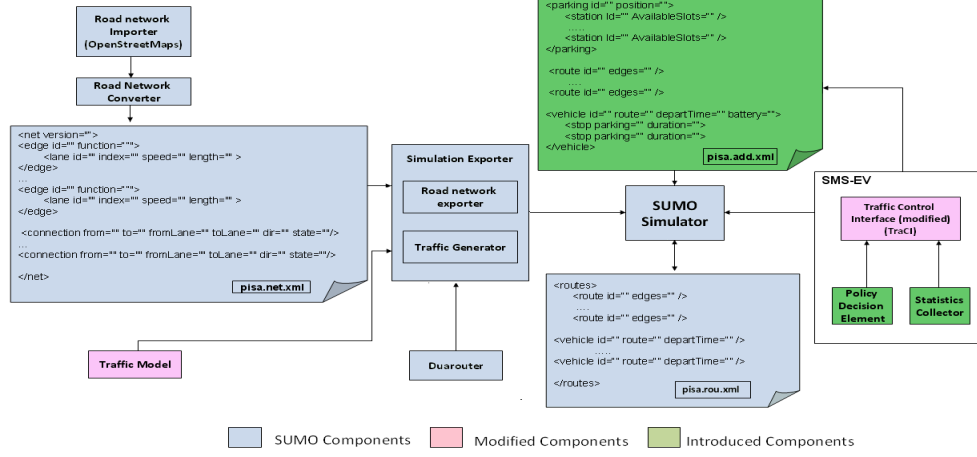 Road network
Importer
(OpenStreetMaps)
Road Network
Converter
<net version="">
<edge id="" function=""">
<lane id="" index="" speed="" length="" >
</edge>
...
<edge id="" function="">
<lane id="" index="" speed="" length="" >
</edge>
<connection from="" to="" fromLane="" toLane="" dir="" state=""/>
...
<connection from="" to="" fromLane="" toLane="" dir="" state=""/>
</net>
pisa.net.xml
Traffic Model
Simulation Exporter
Road network
exporter
Traffic Generator
Duarouter
<parking id="" position="">
<station Id="" AvailableSlots="" />
.....
<station Id="" AvailableSlots="" />
</parking>
<route id="" edges="" />
....
<route id="" edges="" />
<vehicle id="" route="" departTime="" battery="">
<stop parking="" duration="">
<stop parking="" duration="">
</vehicle>
pisa.add.xml
SUMO
Simulator
<routes>
<route id="" edges="" />
....
<route id="" edges="" />
<vehicle id="" route="" departTime="" />
.....
<vehicle id="" route="" departTime="" />
</routes>
pisa.rou.xml
SMS-EV
Traffic Control
Interface (modified)
(TraCI)
Policy
Decision
Element
Statistics
Collector
SUMO Components
Modified Components
Introduced Components